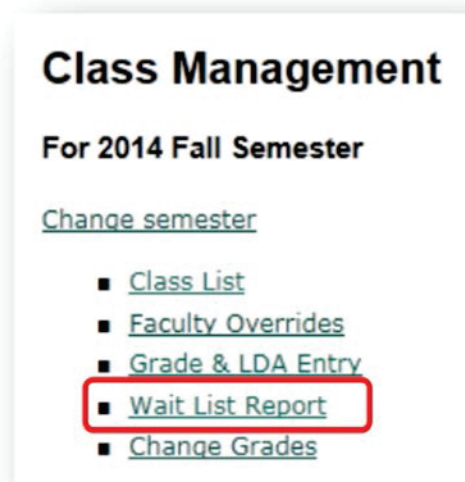 Class Management
For 2014 Fall Semester
Change semester
Class List
Faculty Overrides
Grade & LDA Entry
Wait List Report
Change Grades